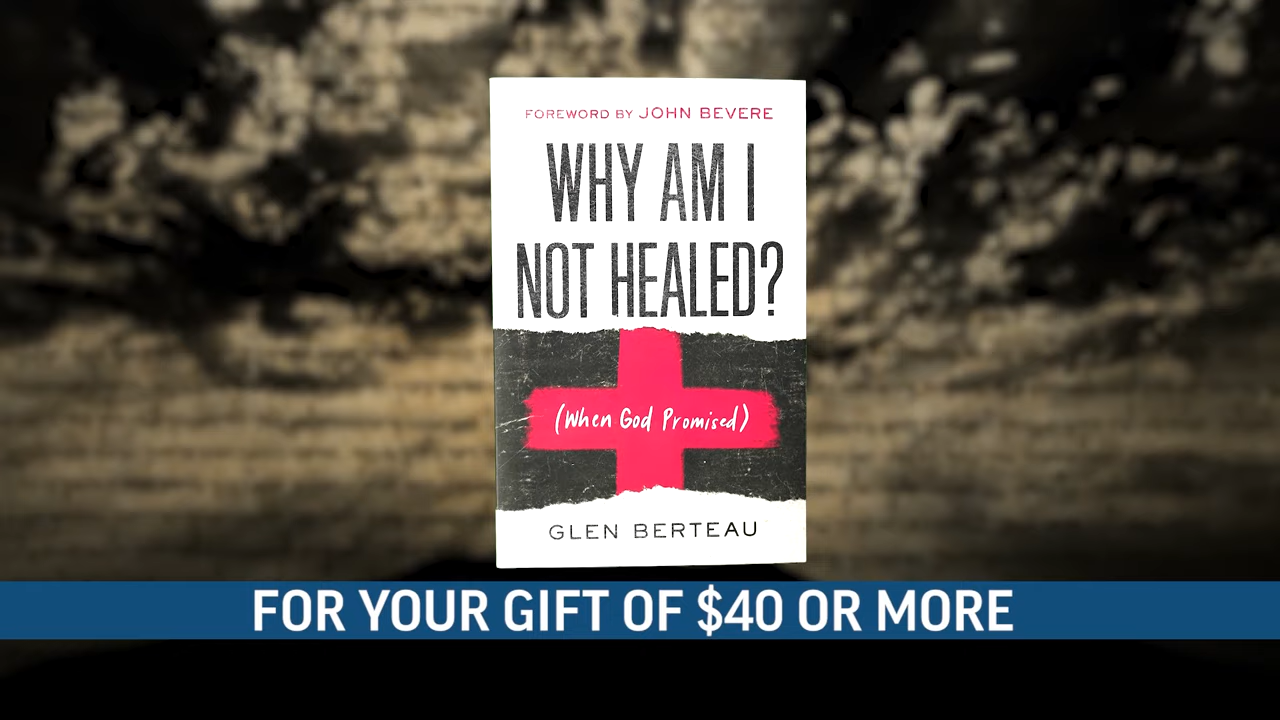 FOREWORD BY JOHN BEVERE
WHY AM I
NOT HEALED?
(When God Promised)
GLEN BERTEAU
FOR YOUR GIFT OF $40 OR MORE